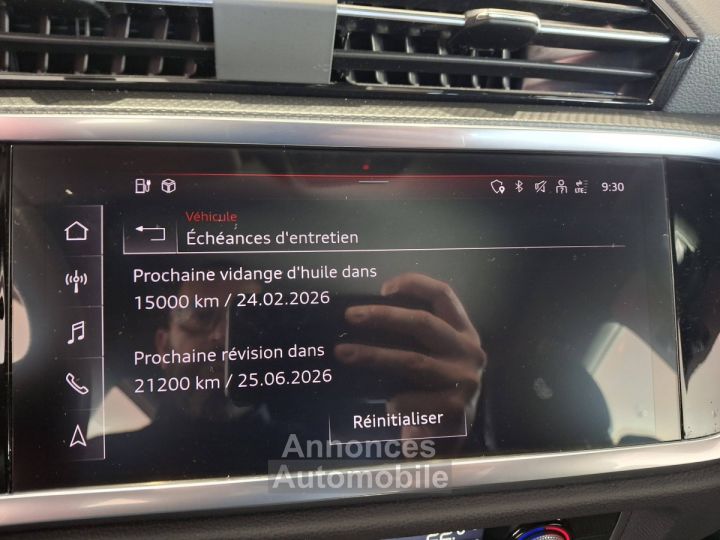 9:30
Véhicule
Échéances d'entretien
Prochaine vidange d'huile dans
15000 km / 24.02.2026
Prochaine révision dans
21200 km / 25.06.2026
Réinitialiser
Annonces
Automobile